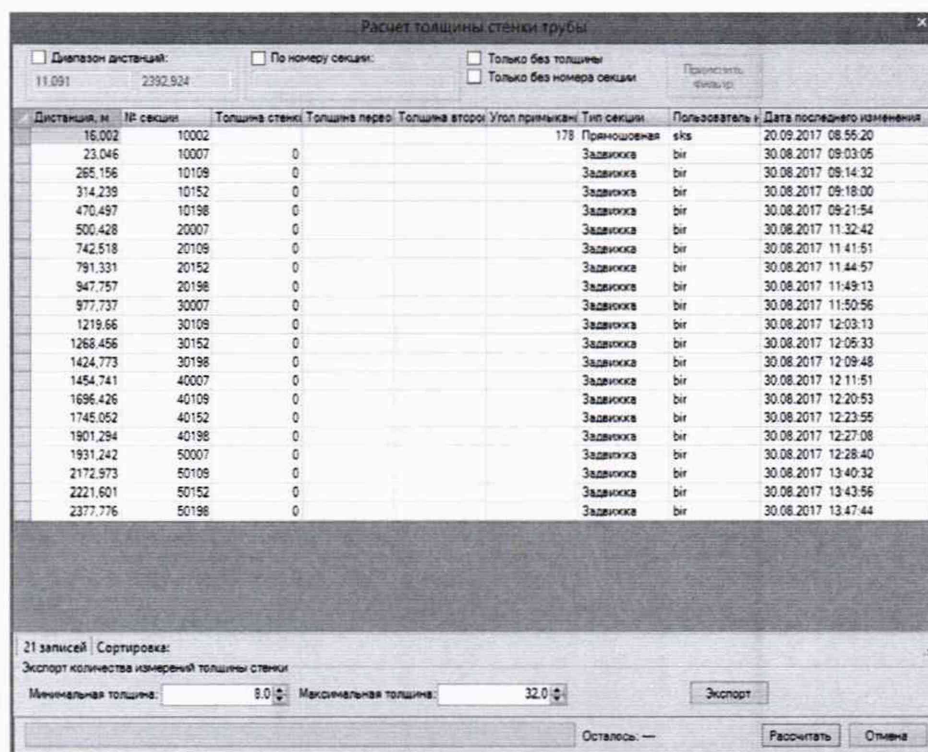 Расчет толщины стенки трубы
Диапазон дистанций: По номеру секции: Только без толщины
Только без номера секции
Применить фильтр
11.091 2392,924
Дистанция, м № секции Толщина стенки Толщина перво Толщина второ Угол примыкани Тип секции Пользователь Дата последнего изменения
16,002 10002 178 Прямошовная sks 20.09.2017 08:55:20
23,046 10007 0 Задвижка bir 30.08.2017 09:03:05
265,156 10109 0 Задвижка bir 30.08.2017 09:14:32
314,239 10152 0 Задвижка bir 30.08.2017 09:18:00
470,497 10198 0 Задвижка bir 30.08.2017 09:21:54
500,428 20007 0 Задвижка bir 30.08.2017 11:32:42
742,518 20109 0 Задвижка bir 30.08.2017 11:41:51
791,331 20152 0 Задвижка bir 30.08.2017 11:44:57
947,757 20198 0 Задвижка bir 30.08.2017 11:49:13
977,737 30007 0 Задвижка bir 30.08.2017 11:50:56
1219.66 30109 0 Задвижка bir 30.08.2017 12:03:13
1268,456 30152 0 Задвижка bir 30.08.2017 12:05:33
1424,773 30198 0 Задвижка bir 30.08.2017 12:09:48
1454,741 40007 0 Задвижка bir 30.08.2017 12:11:51
1696,426 40109 0 Задвижка bir 30.08.2017 12:20:53
1745,052 40152 0 Задвижка bir 30.08.2017 12:23:55
1901,294 40198 0 Задвижка bir 30.08.2017 12:27:08
1931,242 50007 0 Задвижка bir 30.08.2017 12:28:40
2172,973 50109 0 Задвижка bir 30.08.2017 13:40:32
2221,601 50152 0 Задвижка bir 30.08.2017 13:43:56
2377,776 50198 0 Задвижка bir 30.08.2017 13:47:44
21 записей Сортировка:
Экспорт количества измерений толщины стенки
Минимальная толщина: 8.0 Максимальная толщина: 32.0 Экспорт
Осталось: --- Рассчитать Отмена